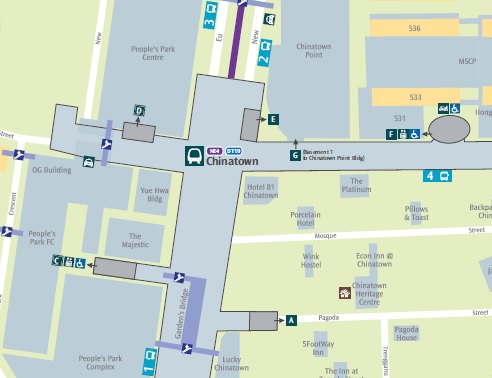 3
2
Eu
New
New
536
People's Park
Centre
Chinatown
Point
MSCP
533
531
D
E
F
Hong
Street
G
(Basement 1
to Chinatown Point Bldg)
NE4 DT19
Chinatown
4
OG Building
Crescent
Yue Hwa
Bldg
Hotel 81
Chinatown
The
Platinum
Porcelain
Hotel
Pillows
& Toast
Backpa
Chin
The
Majestic
People's
Park FC
Mosque
Street
Wink
Hostel
Econ Inn @
Chinatown
C
Garden's Bridge
Chinatown
Heritage
Centre
A
Pagoda
Street
5FootWay
Inn
Pagoda
House
Trengganu
People's Park
Complex
1
Lucky
Chinatown
The Inn at